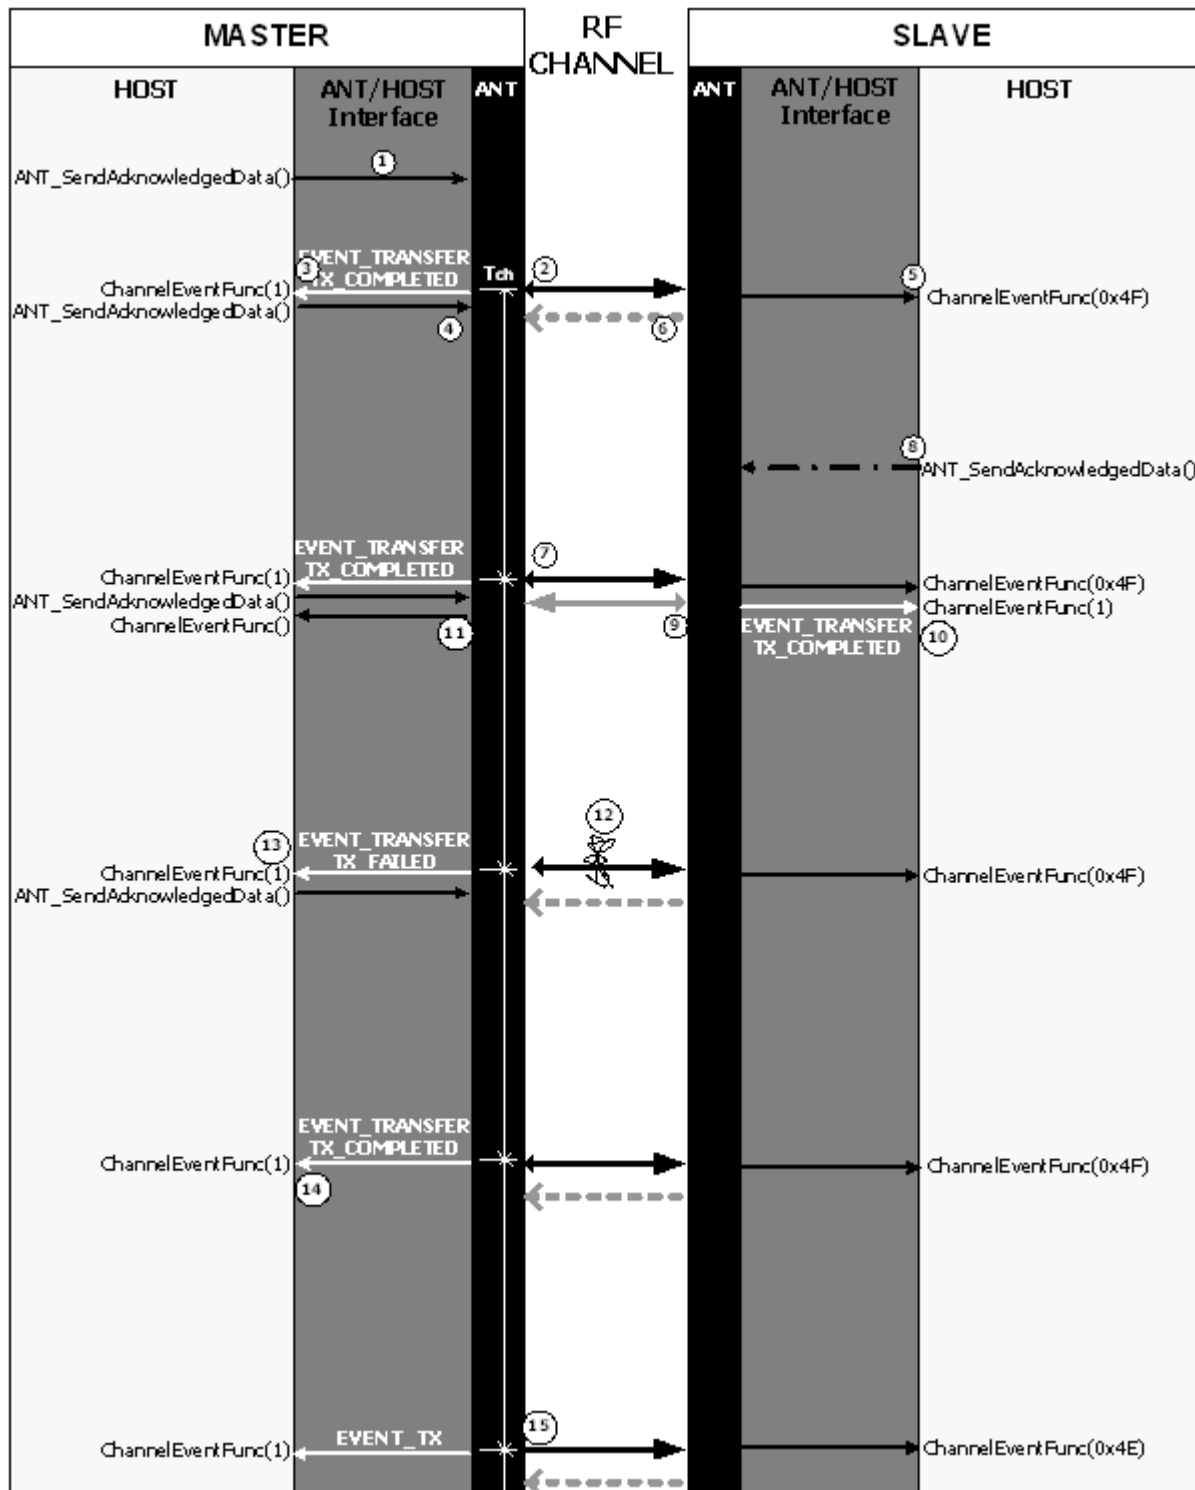 MASTER
RF
CHANNEL
SLAVE
HOST
ANT/HOST
Interface
ANT
ANT
ANT/HOST
Interface
HOST
1
ANT_SendAcknowledgedData()
EVENT_TRANSFER
TX_COMPLETED
3
Tch
2
5
ChannelEventFunc(1)
ChannelEventFunc(0x4F)
ANT_SendAcknowledgedData()
4
6
8
ANT_SendAcknowledgedData()
EVENT_TRANSFER
TX_COMPLETED
7
ChannelEventFunc(1)
ChannelEventFunc(0x4F)
ANT_SendAcknowledgedData()
ChannelEventFunc(1)
ChannelEventFunc()
11
9
EVENT_TRANSFER
TX_COMPLETED
10
12
13
EVENT_TRANSFER
TX_FAILED
ChannelEventFunc(1)
ChannelEventFunc(0x4F)
ANT_SendAcknowledgedData()
EVENT_TRANSFER
TX_COMPLETED
ChannelEventFunc(1)
ChannelEventFunc(0x4F)
14
15
EVENT_TX
ChannelEventFunc(1)
ChannelEventFunc(0x4E)